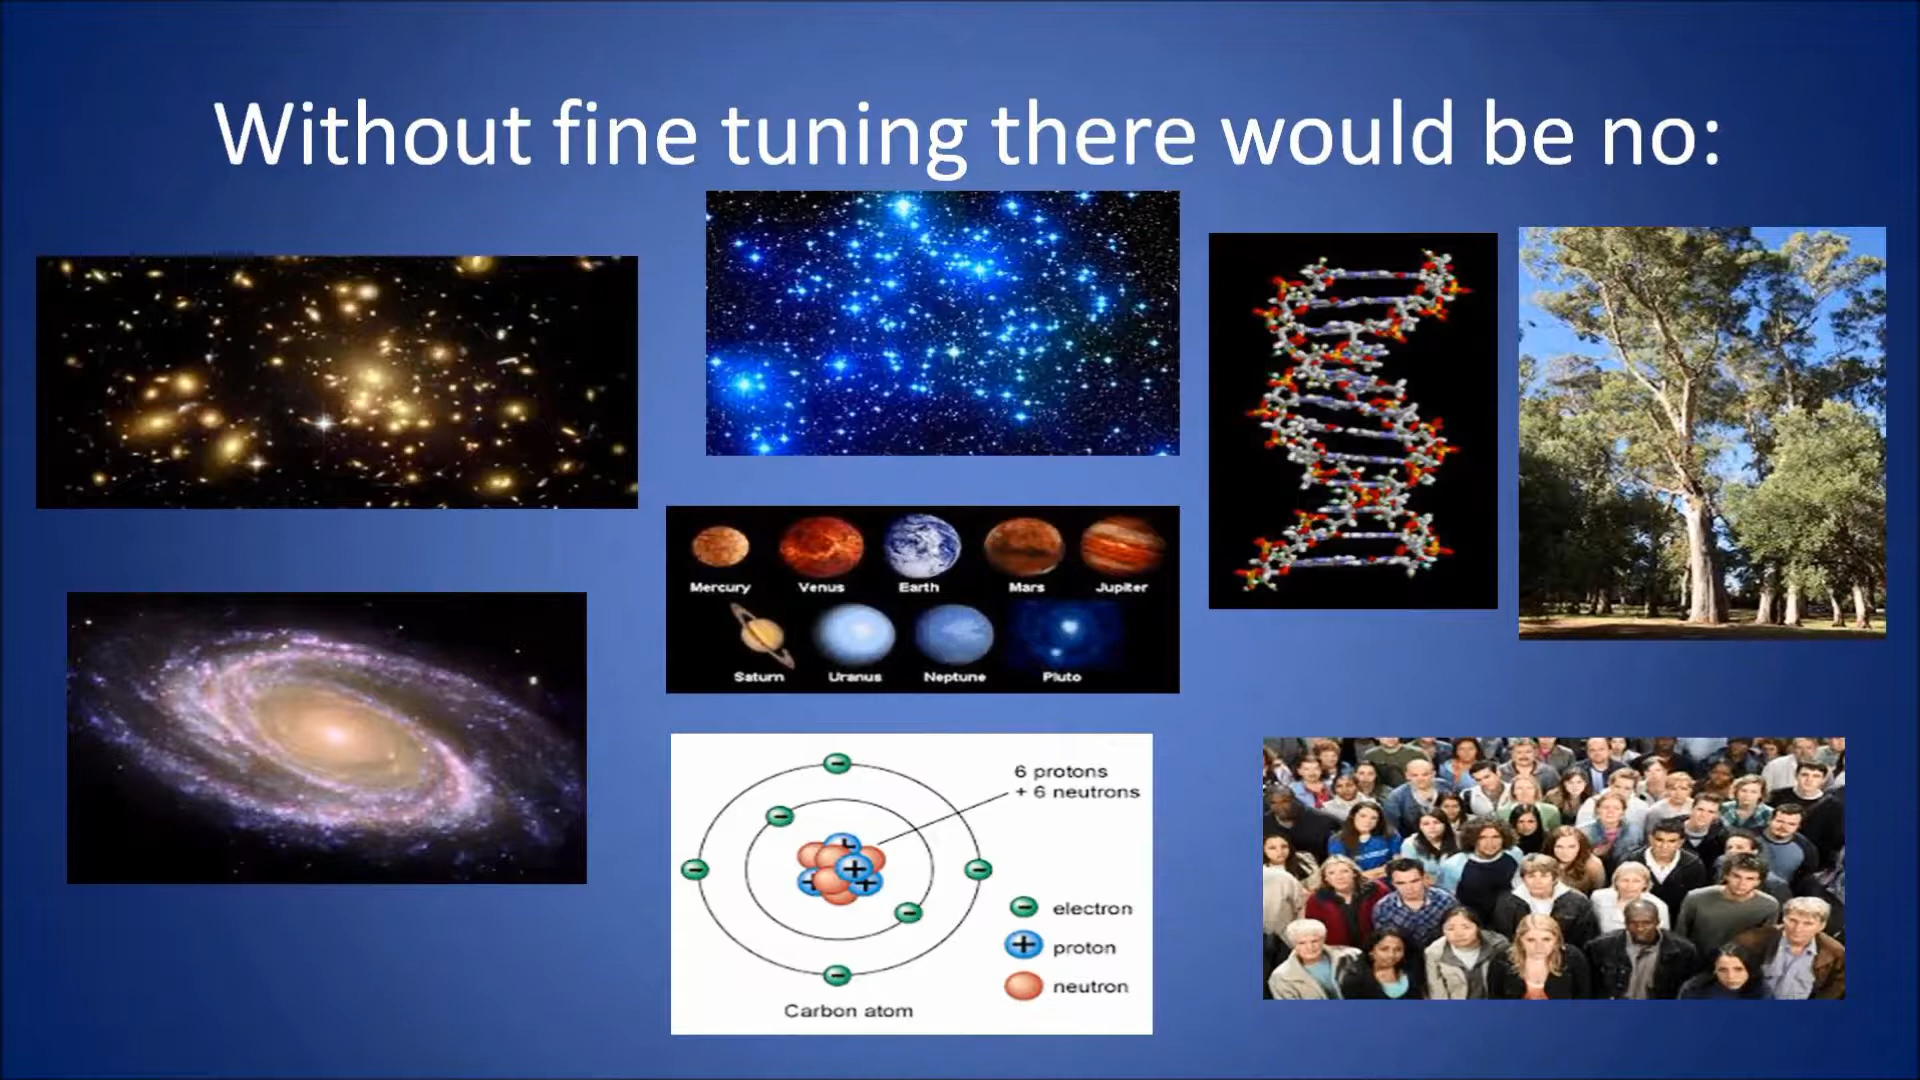 Without fine tuning there would be no:
Mercury Venus Earth Mars Jupiter
Saturn Uranus Neptune Pluto
6 protons
+ 6 neutrons
electron
proton
neutron
Carbon atom